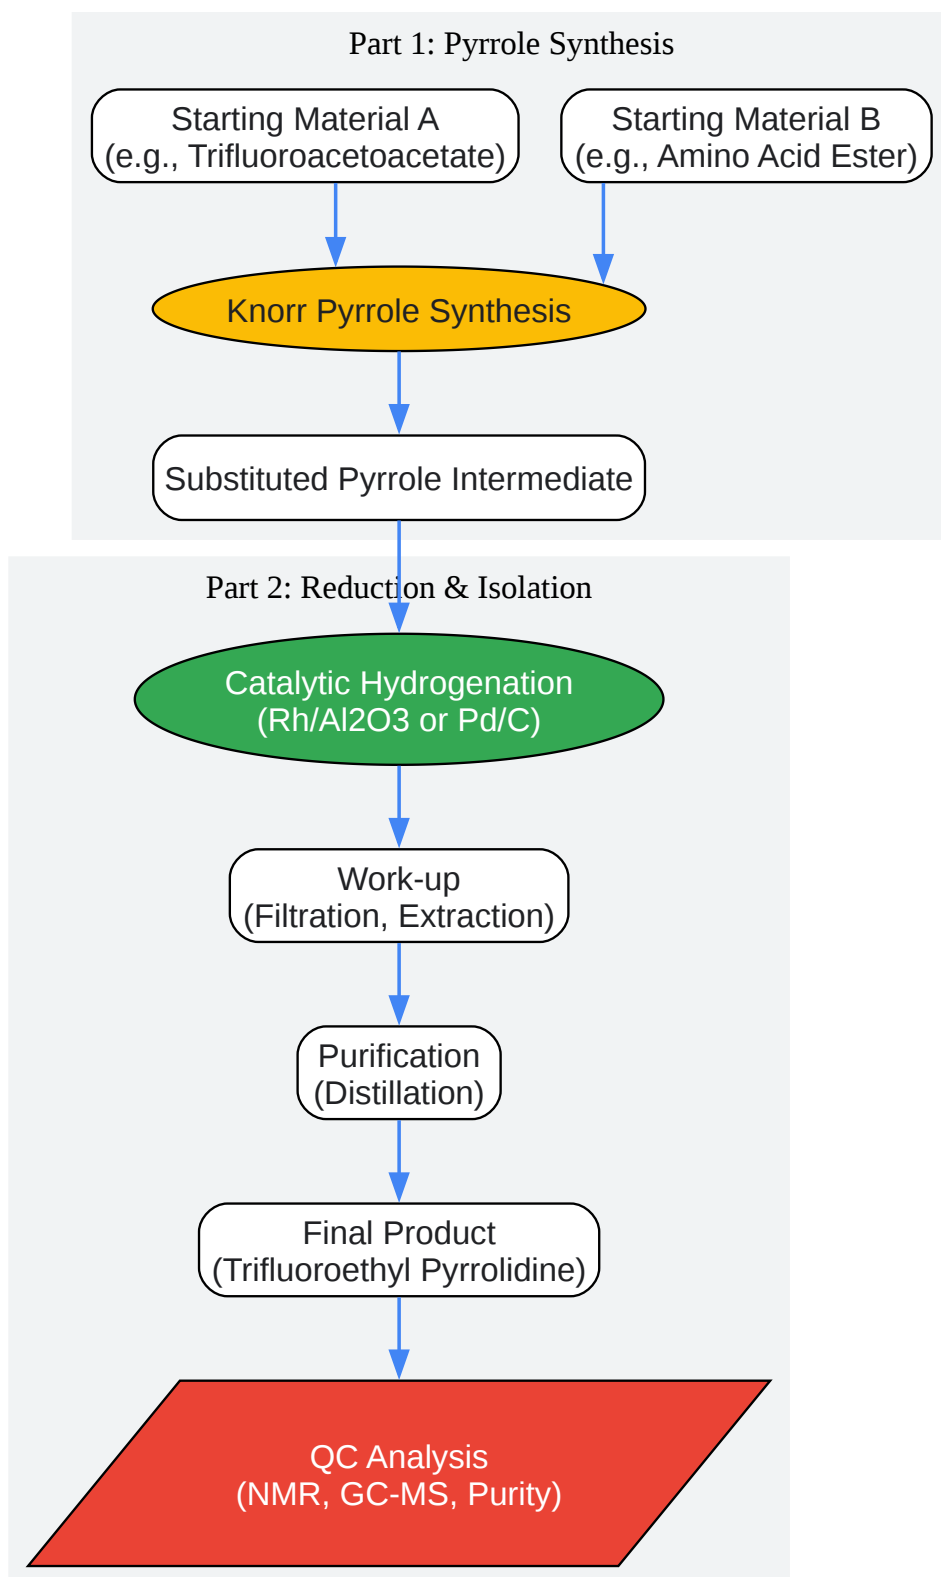 Part 1: Pyrrole Synthesis
Starting Material A
(e.g., Trifluoroacetoacetate)
Starting Material B
(e.g., Amino Acid Ester)
Knorr Pyrrole Synthesis
Substituted Pyrrole Intermediate
Part 2: Reduction & Isolation
Catalytic Hydrogenation
(Rh/Al2O3 or Pd/C)
Work-up
(Filtration, Extraction)
Purification
(Distillation)
Final Product
(Trifluoroethyl Pyrrolidine)
QC Analysis
(NMR, GC-MS, Purity)